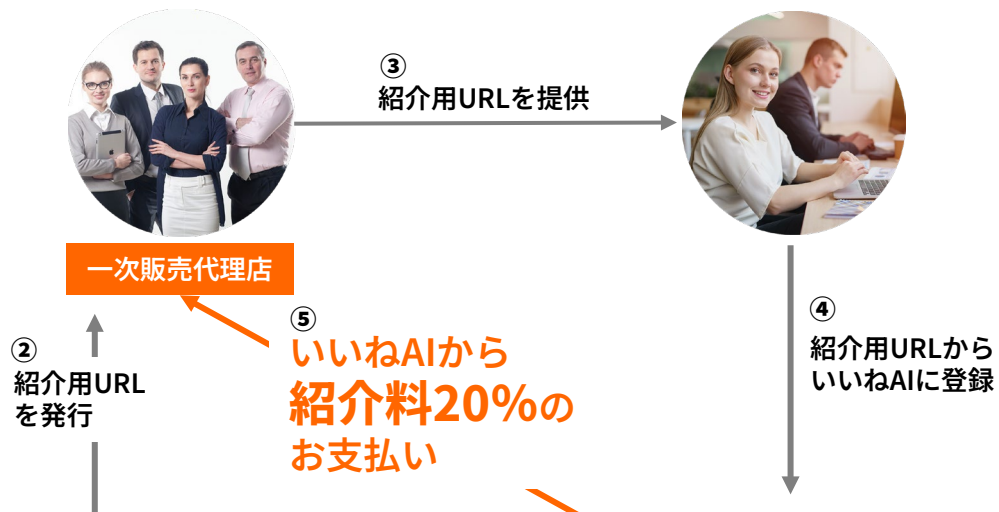 ③
紹介用URLを提供
一次販売代理店
②
紹介用URL
を発行
⑤
いいねAIから
紹介料20%の
お支払い
④
紹介用URLから
いいねAIに登録